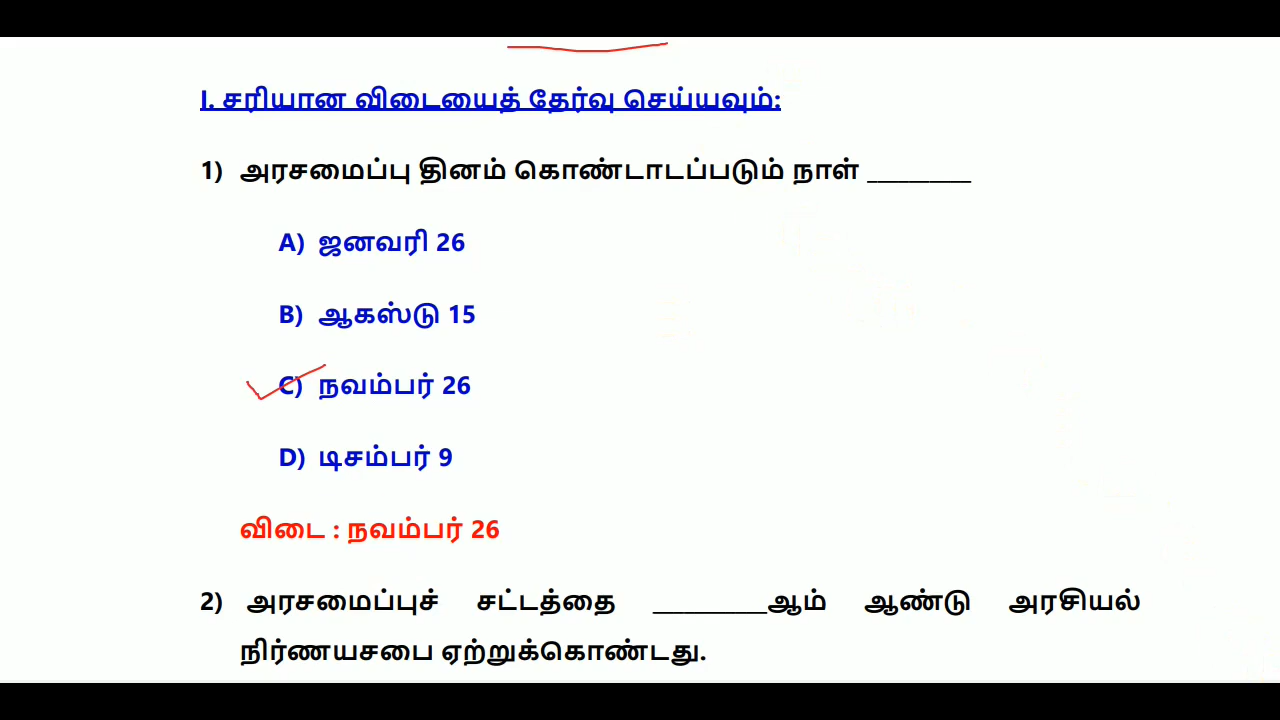 I. சரியான விடையைத் தேர்வு செய்யவும்:
1) அரசமைப்பு தினம் கொண்டாடப்படும் நாள் ________
A) ஜனவரி 26
B) ஆகஸ்டு 15
C) நவம்பர் 26
D) டிசம்பர் 9
விடை : நவம்பர் 26
2) அரசமைப்புச் சட்டத்தை _________ஆம் ஆண்டு அரசியல்
நிர்ணயசபை ஏற்றுக்கொண்டது.